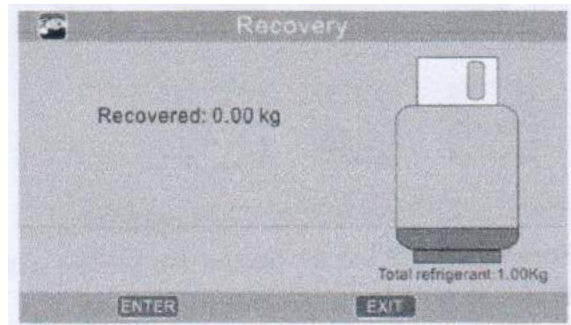 Recovery
Recovered: 0.00 kg
Total refrigerant:1.00Kg
ENTER
EXIT